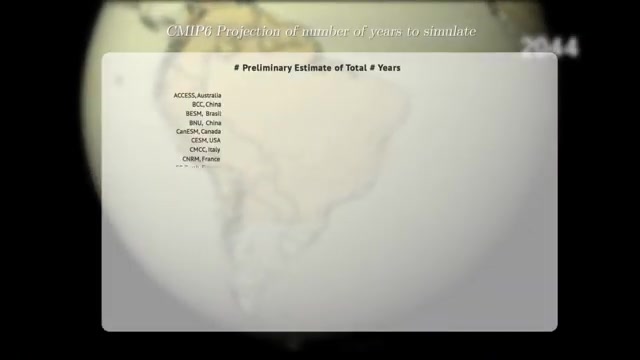 CMIP6 Projection of number of years to simulate
2044
# Preliminary Estimate of Total # Years
ACCESS, Australia
BCC, China
BESM, Brasil
BNU, China
CanESM, Canada
CESM, USA
CMCC, Italy
CNRM, France